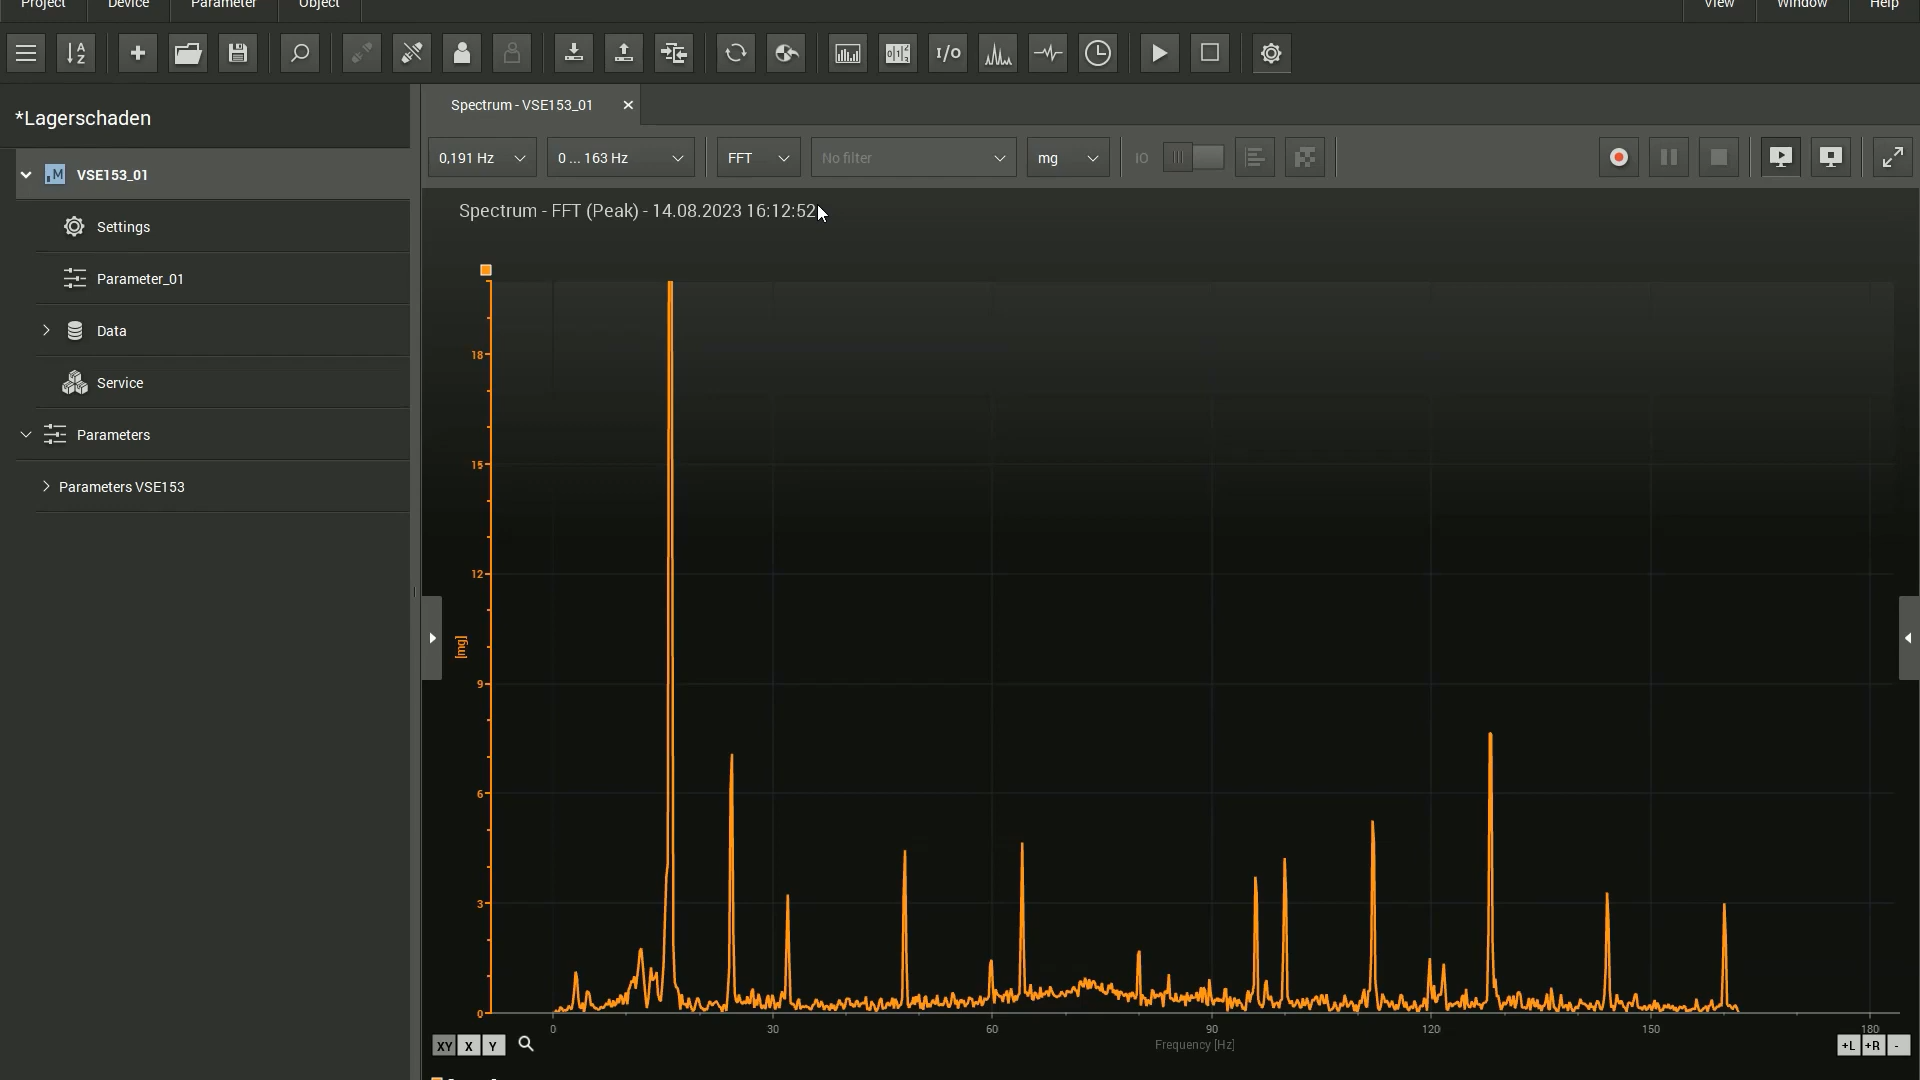 Project Device Parameter Object View Window Help
A
Z
I/O
*Lagerschaden
Spectrum - VSE153_01
0,191 Hz 0 ... 163 Hz FFT No filter mg IO
VSE153_01
Settings
Parameter_01
Data
Service
Parameters
Parameters VSE153
Spectrum - FFT (Peak) - 14.08.2023 16:12:52
18
15
12
[mg]
9
6
3
0
0 30 60 90 120 150 180
Frequency [Hz]
XY X Y +L +R -